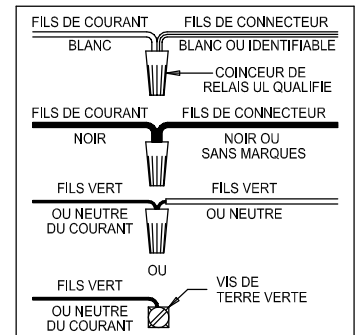 FILS DE COURANT FILS DE CONNECTEUR
BLANC BLANC OU IDENTIFIABLE
COINCEUR DE
RELAIS UL QUALIFIE
FILS DE COURANT FILS DE CONNECTEUR
NOIR NOIR OU
SANS MARQUES
FILS VERT FILS VERT
OU NEUTRE OU NEUTRE
DU COURANT
OU
FILS VERT VIS DE
TERRE VERTE
OU NEUTRE
DU COURANT